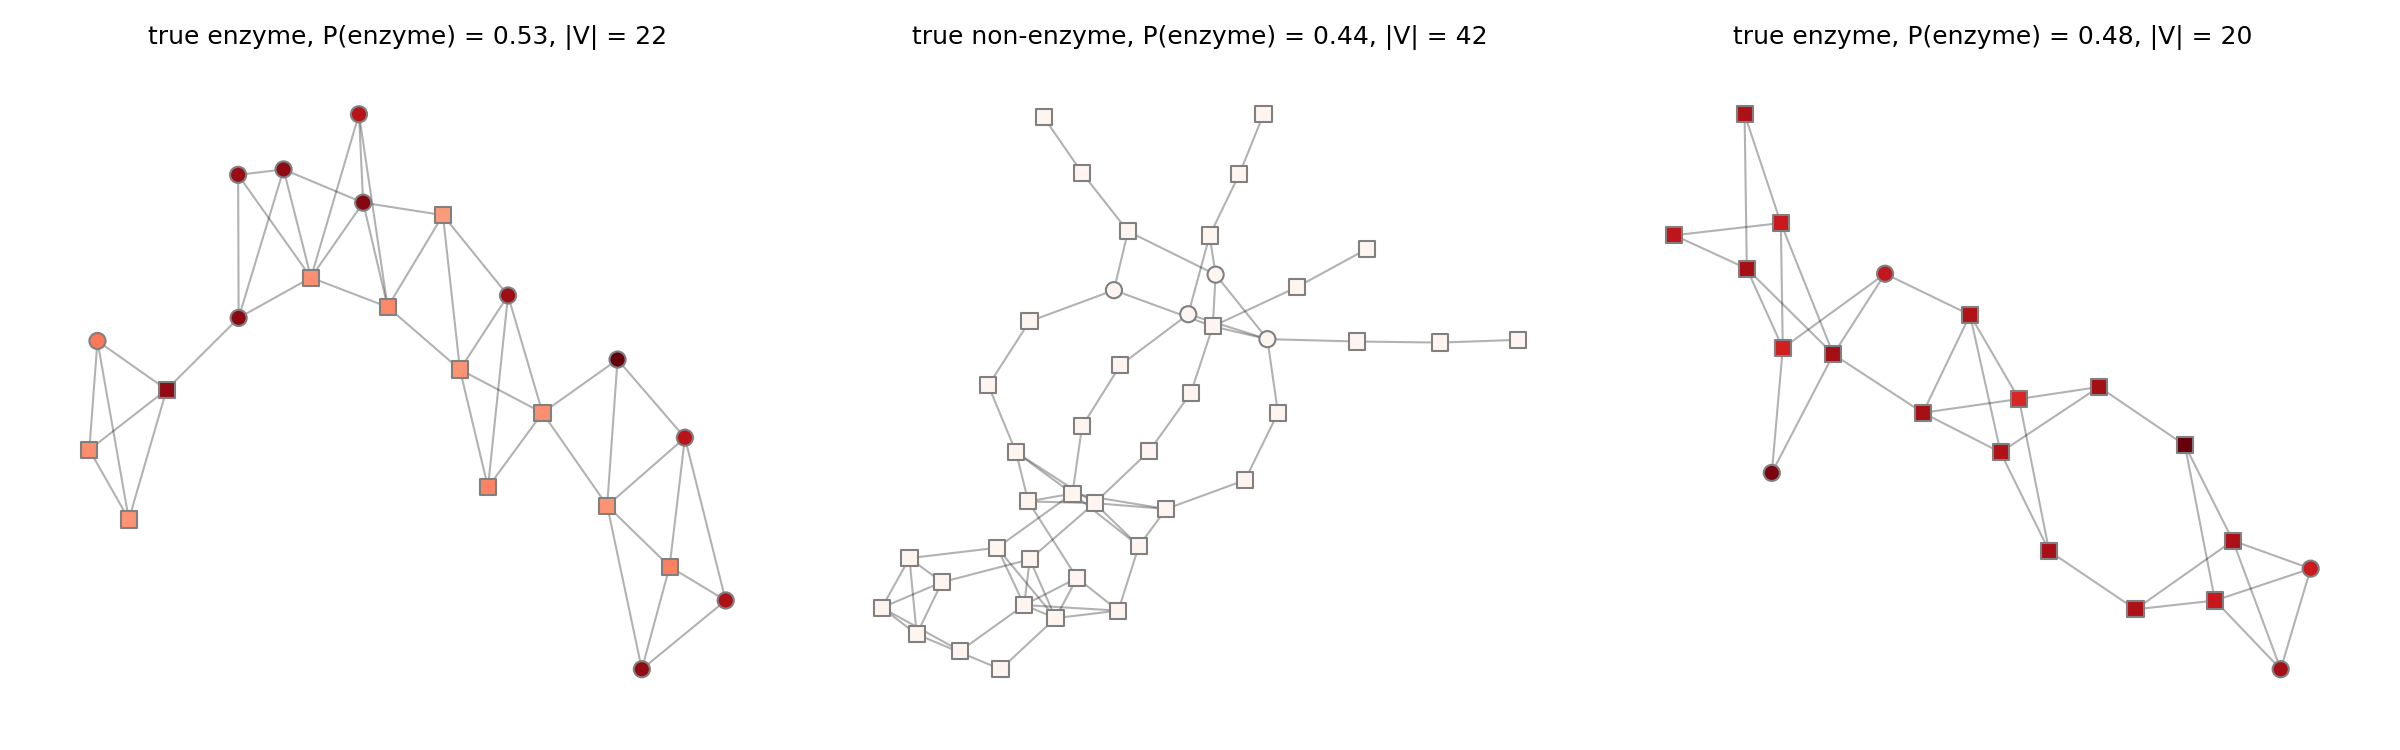 true enzyme, P(enzyme) = 0.53, |V| = 22
true non-enzyme, P(enzyme) = 0.44, |V| = 42
true enzyme, P(enzyme) = 0.48, |V| = 20